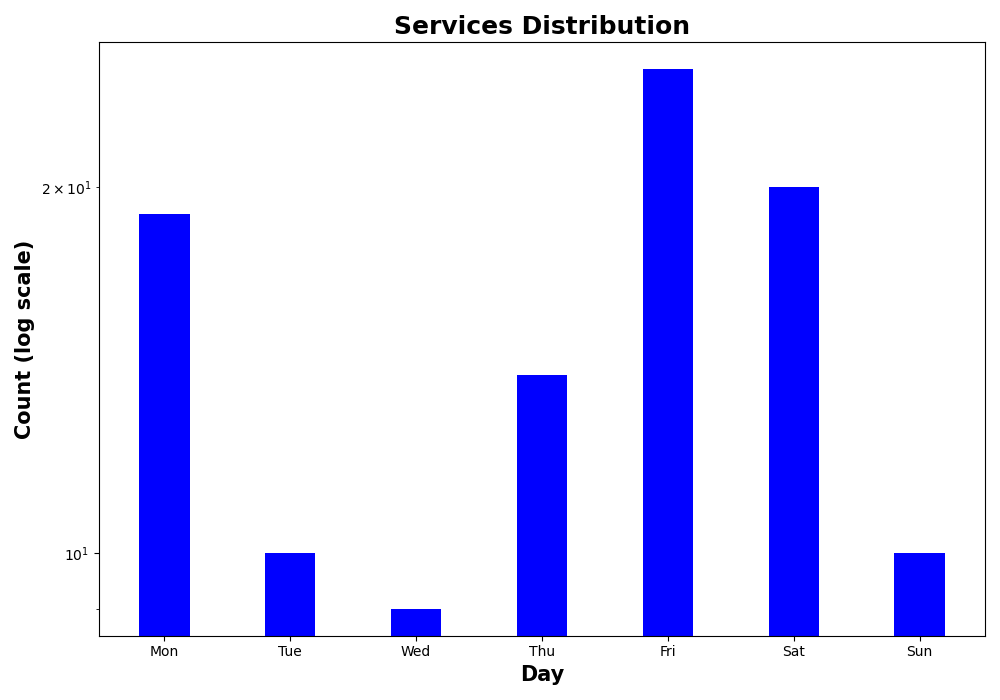 Services Distribution
Count (log scale)
2 × 10¹
10¹
Mon Tue Wed Thu Fri Sat Sun
Day